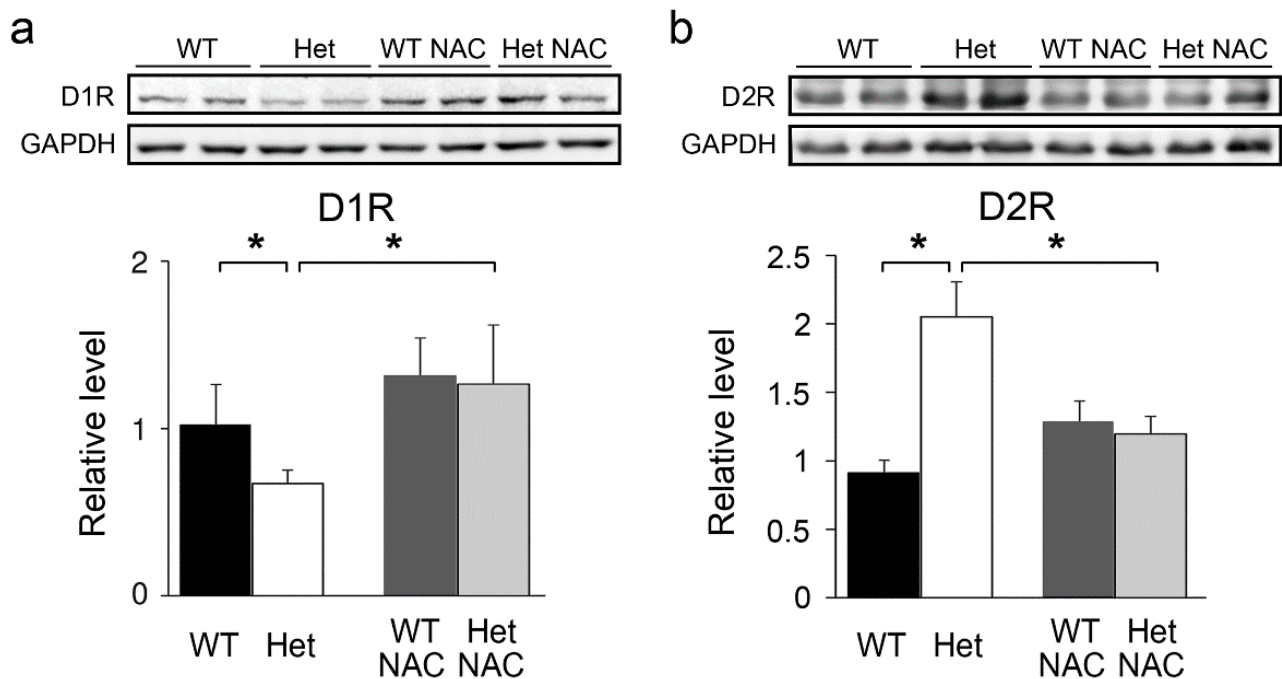 a
WT Het WT NAC Het NAC
D1R
GAPDH
D1R
* *
Relative level
2
1
0
WT Het WT NAC Het NAC
b
WT Het WT NAC Het NAC
D2R
GAPDH
D2R
* *
Relative level
2.5
2
1.5
1
0.5
0
WT Het WT NAC Het NAC